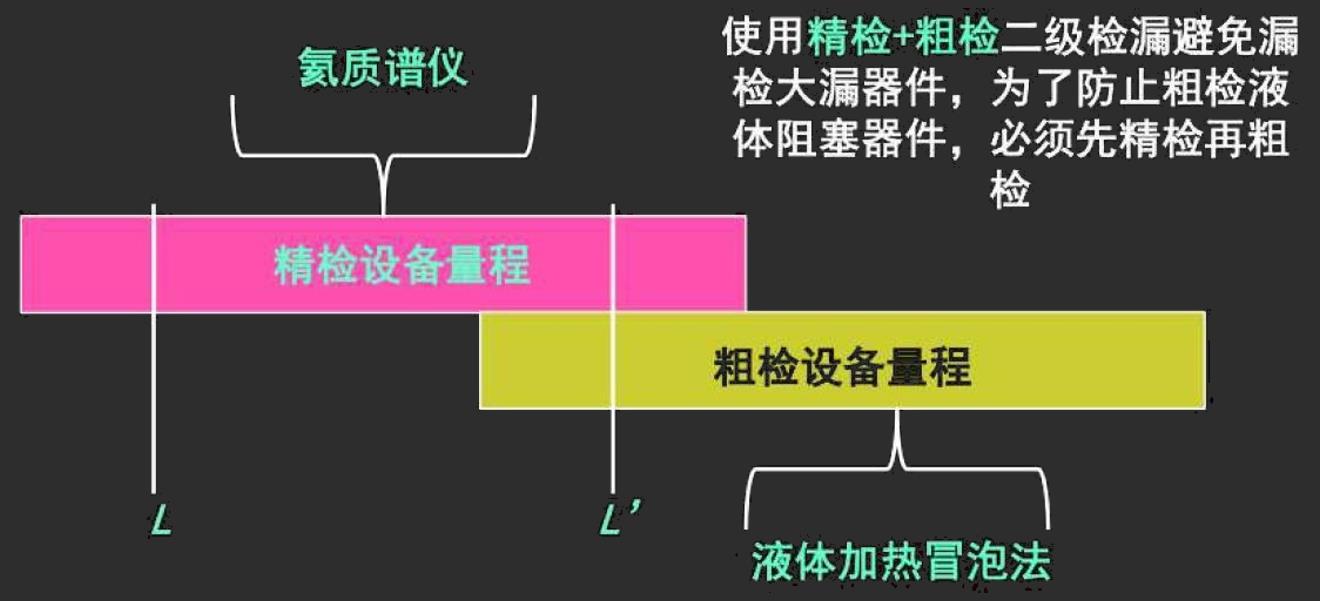 氦质谱仪
使用精检+粗检二级检漏避免漏
检大漏器件，为了防止粗检液
体阻塞器件，必须先精检再粗
检
精检设备量程
粗检设备量程
L
L’
液体加热冒泡法